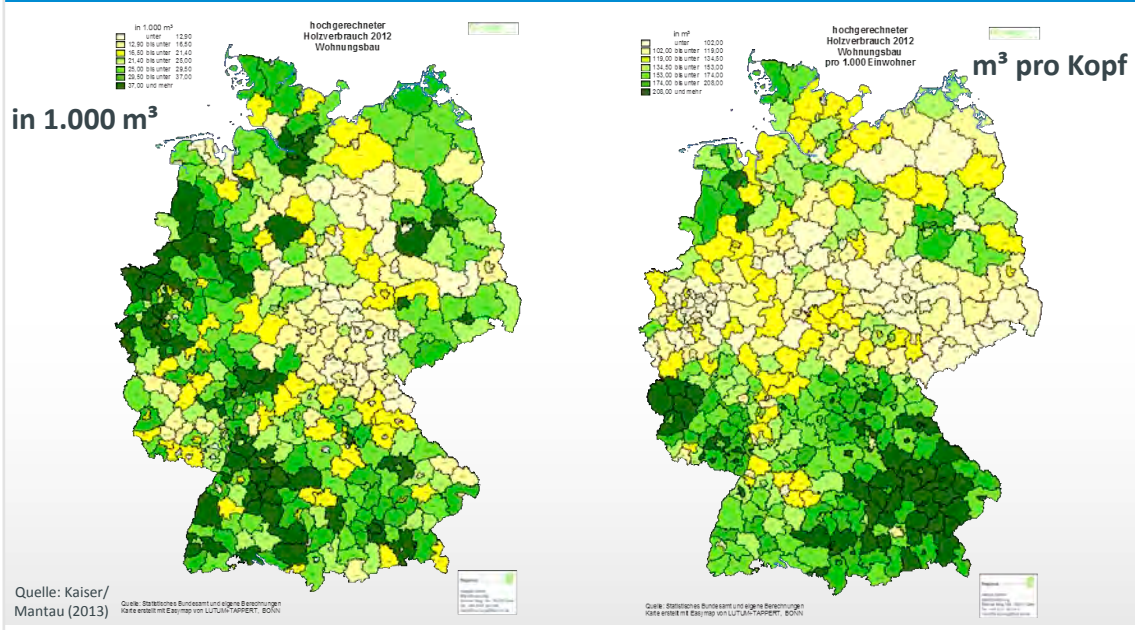 in 1.000 m³
hochgerechneter
Holzverbrauch 2012
Wohnungsbau
in 1.000 m³
unter 12,90
12,90 bis unter 16,50
16,50 bis unter 21,40
21,40 bis unter 25,00
25,00 bis unter 29,50
29,50 bis unter 37,00
37,00 und mehr
Quelle: Kaiser/
Mantau (2013)
Quelle: Statistisches Bundesamt und eigene Berechnungen
Karte erstellt mit Easymap von LUTUM+TAPPERT, BONN
m³ pro Kopf
hochgerechneter
Holzverbrauch 2012
Wohnungsbau
pro 1.000 Einwohner
in m³
unter 102,00
102,00 bis unter 119,00
119,00 bis unter 134,50
134,50 bis unter 153,00
153,00 bis unter 174,00
174,00 bis unter 208,00
208,00 und mehr
Quelle: Statistisches Bundesamt und eigene Berechnungen
Karte erstellt mit Easymap von LUTUM+TAPPERT, BONN